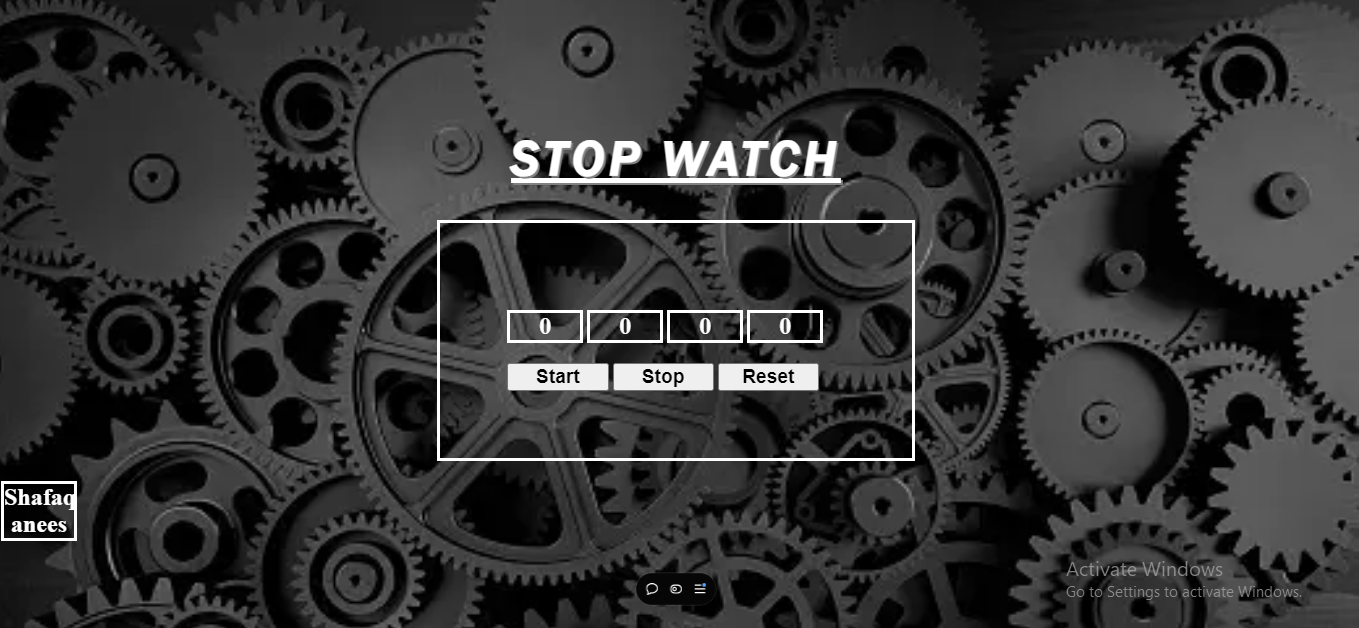 STOP WATCH
0 0 0 0
Start Stop Reset
Shafaq
anees
Activate Windows
Go to Settings to activate Windows.